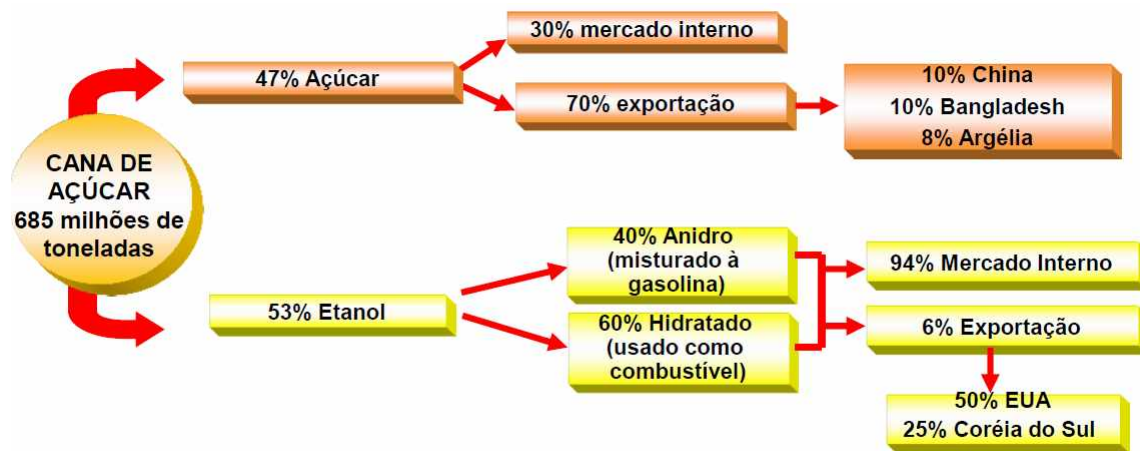 CANA DE
AÇÚCAR
685 milhões de
toneladas
47% Açúcar
30% mercado interno
70% exportação
10% China
10% Bangladesh
8% Argélia
53% Etanol
40% Anidro
(misturado à
gasolina)
60% Hidratado
(usado como
combustível)
94% Mercado Interno
6% Exportação
50% EUA
25% Coréia do Sul